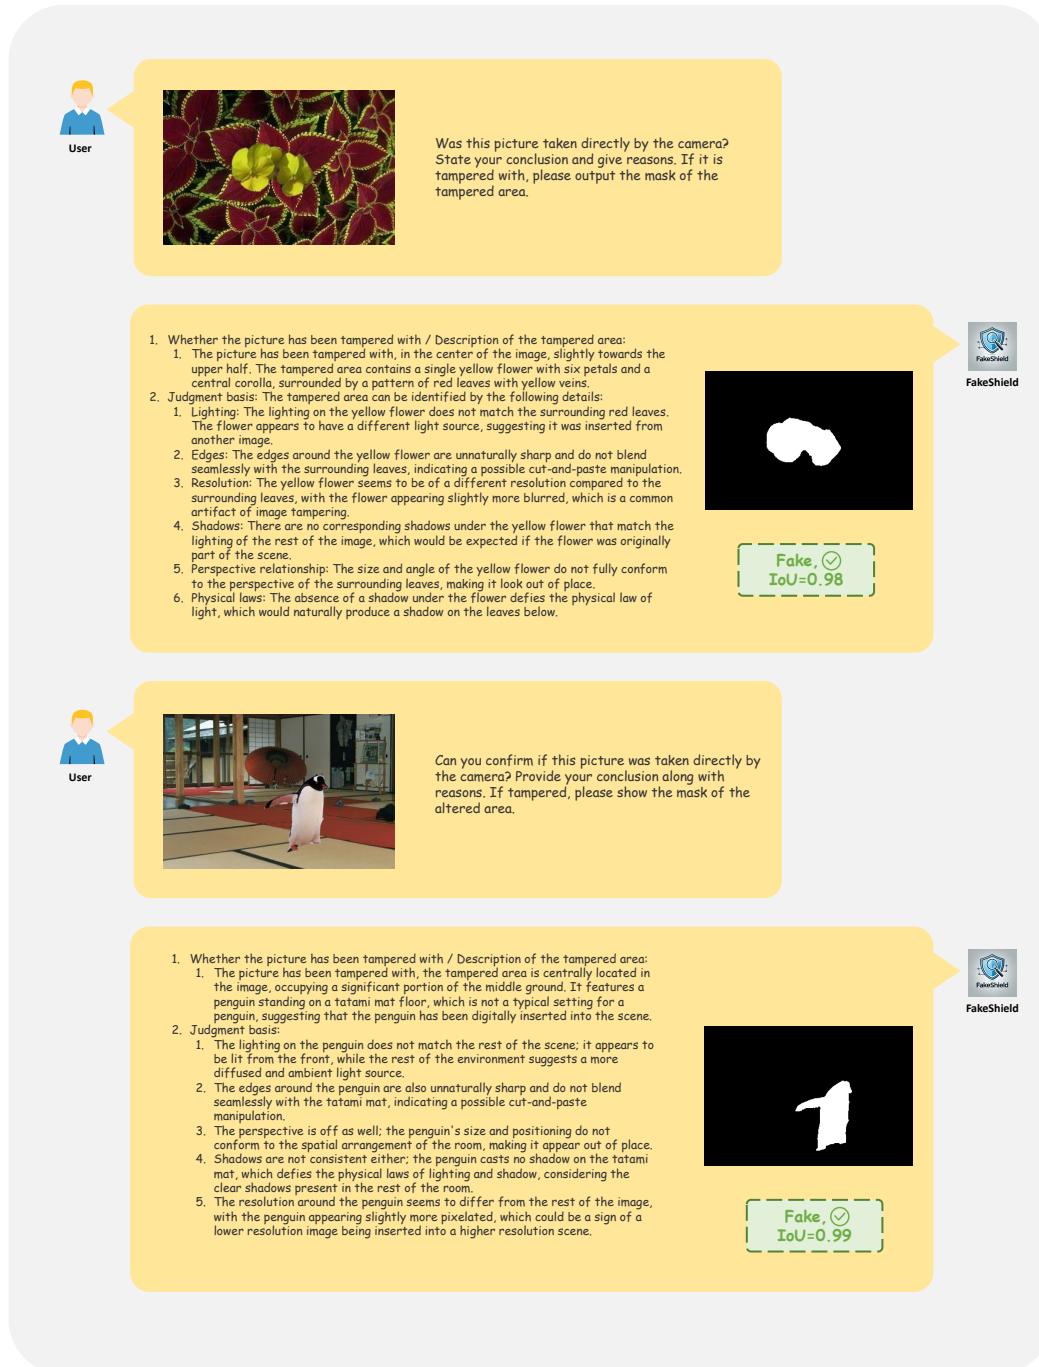 User
Was this picture taken directly by the camera?
State your conclusion and give reasons. If it is
tampered with, please output the mask of the
tampered area.
1. Whether the picture has been tampered with / Description of the tampered area:
1. The picture has been tampered with, in the center of the image, slightly towards the
upper half. The tampered area contains a single yellow flower with six petals and a
central corolla, surrounded by a pattern of red leaves with yellow veins.
2. Judgment basis: The tampered area can be identified by the following details:
1. Lighting: The lighting on the yellow flower does not match the surrounding red leaves.
The flower appears to have a different light source, suggesting it was inserted from
another image.
2. Edges: The edges around the yellow flower are unnaturally sharp and do not blend
seamlessly with the surrounding leaves, indicating a possible cut-and-paste manipulation.
3. Resolution: The yellow flower seems to be of a different resolution compared to the
surrounding leaves, with the flower appearing slightly more blurred, which is a common
artifact of image tampering.
4. Shadows: There are no corresponding shadows under the yellow flower that match the
lighting of the rest of the image, which would be expected if the flower was originally
part of the scene.
5. Perspective relationship: The size and angle of the yellow flower do not fully conform
to the perspective of the surrounding leaves, making it look out of place.
6. Physical laws: The absence of a shadow under the flower defies the physical law of
light, which would naturally produce a shadow on the leaves below.
FakeShield
FakeShield
Fake,
IoU=0.98
User
Can you confirm if this picture was taken directly by
the camera? Provide your conclusion along with
reasons. If tampered, please show the mask of the
altered area.
1. Whether the picture has been tampered with / Description of the tampered area:
1. The picture has been tampered with, the tampered area is centrally located in
the image, occupying a significant portion of the middle ground. It features a
penguin standing on a tatami mat floor, which is not a typical setting for a
penguin, suggesting that the penguin has been digitally inserted into the scene.
2. Judgment basis:
1. The lighting on the penguin does not match the rest of the scene; it appears to
be lit from the front, while the rest of the environment suggests a more
diffused and ambient light source.
2. The edges around the penguin are also unnaturally sharp and do not blend
seamlessly with the tatami mat, indicating a possible cut-and-paste
manipulation.
3. The perspective is off as well; the penguin's size and positioning do not
conform to the spatial arrangement of the room, making it appear out of place.
4. Shadows are not consistent either; the penguin casts no shadow on the tatami
mat, which defies the physical laws of lighting and shadow, considering the
clear shadows present in the rest of the room.
5. The resolution around the penguin seems to differ from the rest of the image,
with the penguin appearing slightly more pixelated, which could be a sign of a
lower resolution image being inserted into a higher resolution scene.
FakeShield
FakeShield
Fake,
IoU=0.99